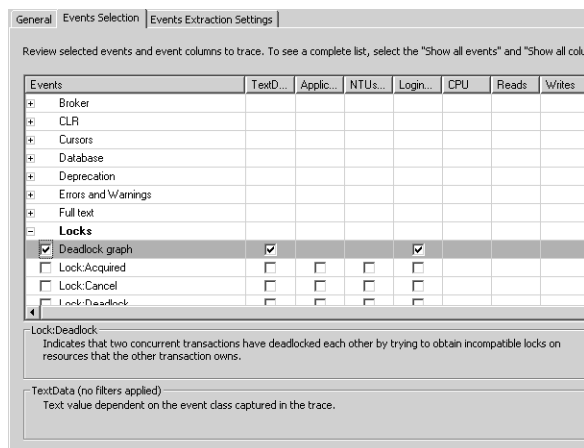 General Events Selection Events Extraction Settings
Review selected events and event columns to trace. To see a complete list, select the "Show all events" and "Show all colu
Events TextD... Applic... NTUs... Login... CPU Reads Writes
Broker
CLR
Cursors
Database
Deprecation
Errors and Warnings
Full text
Locks
Deadlock graph
Lock:Acquired
Lock:Cancel
Lock:Deadlock
Lock:Deadlock
Indicates that two concurrent transactions have deadlocked each other by trying to obtain incompatible locks on
resources that the other transaction owns.
TextData (no filters applied)
Text value dependent on the event class captured in the trace.